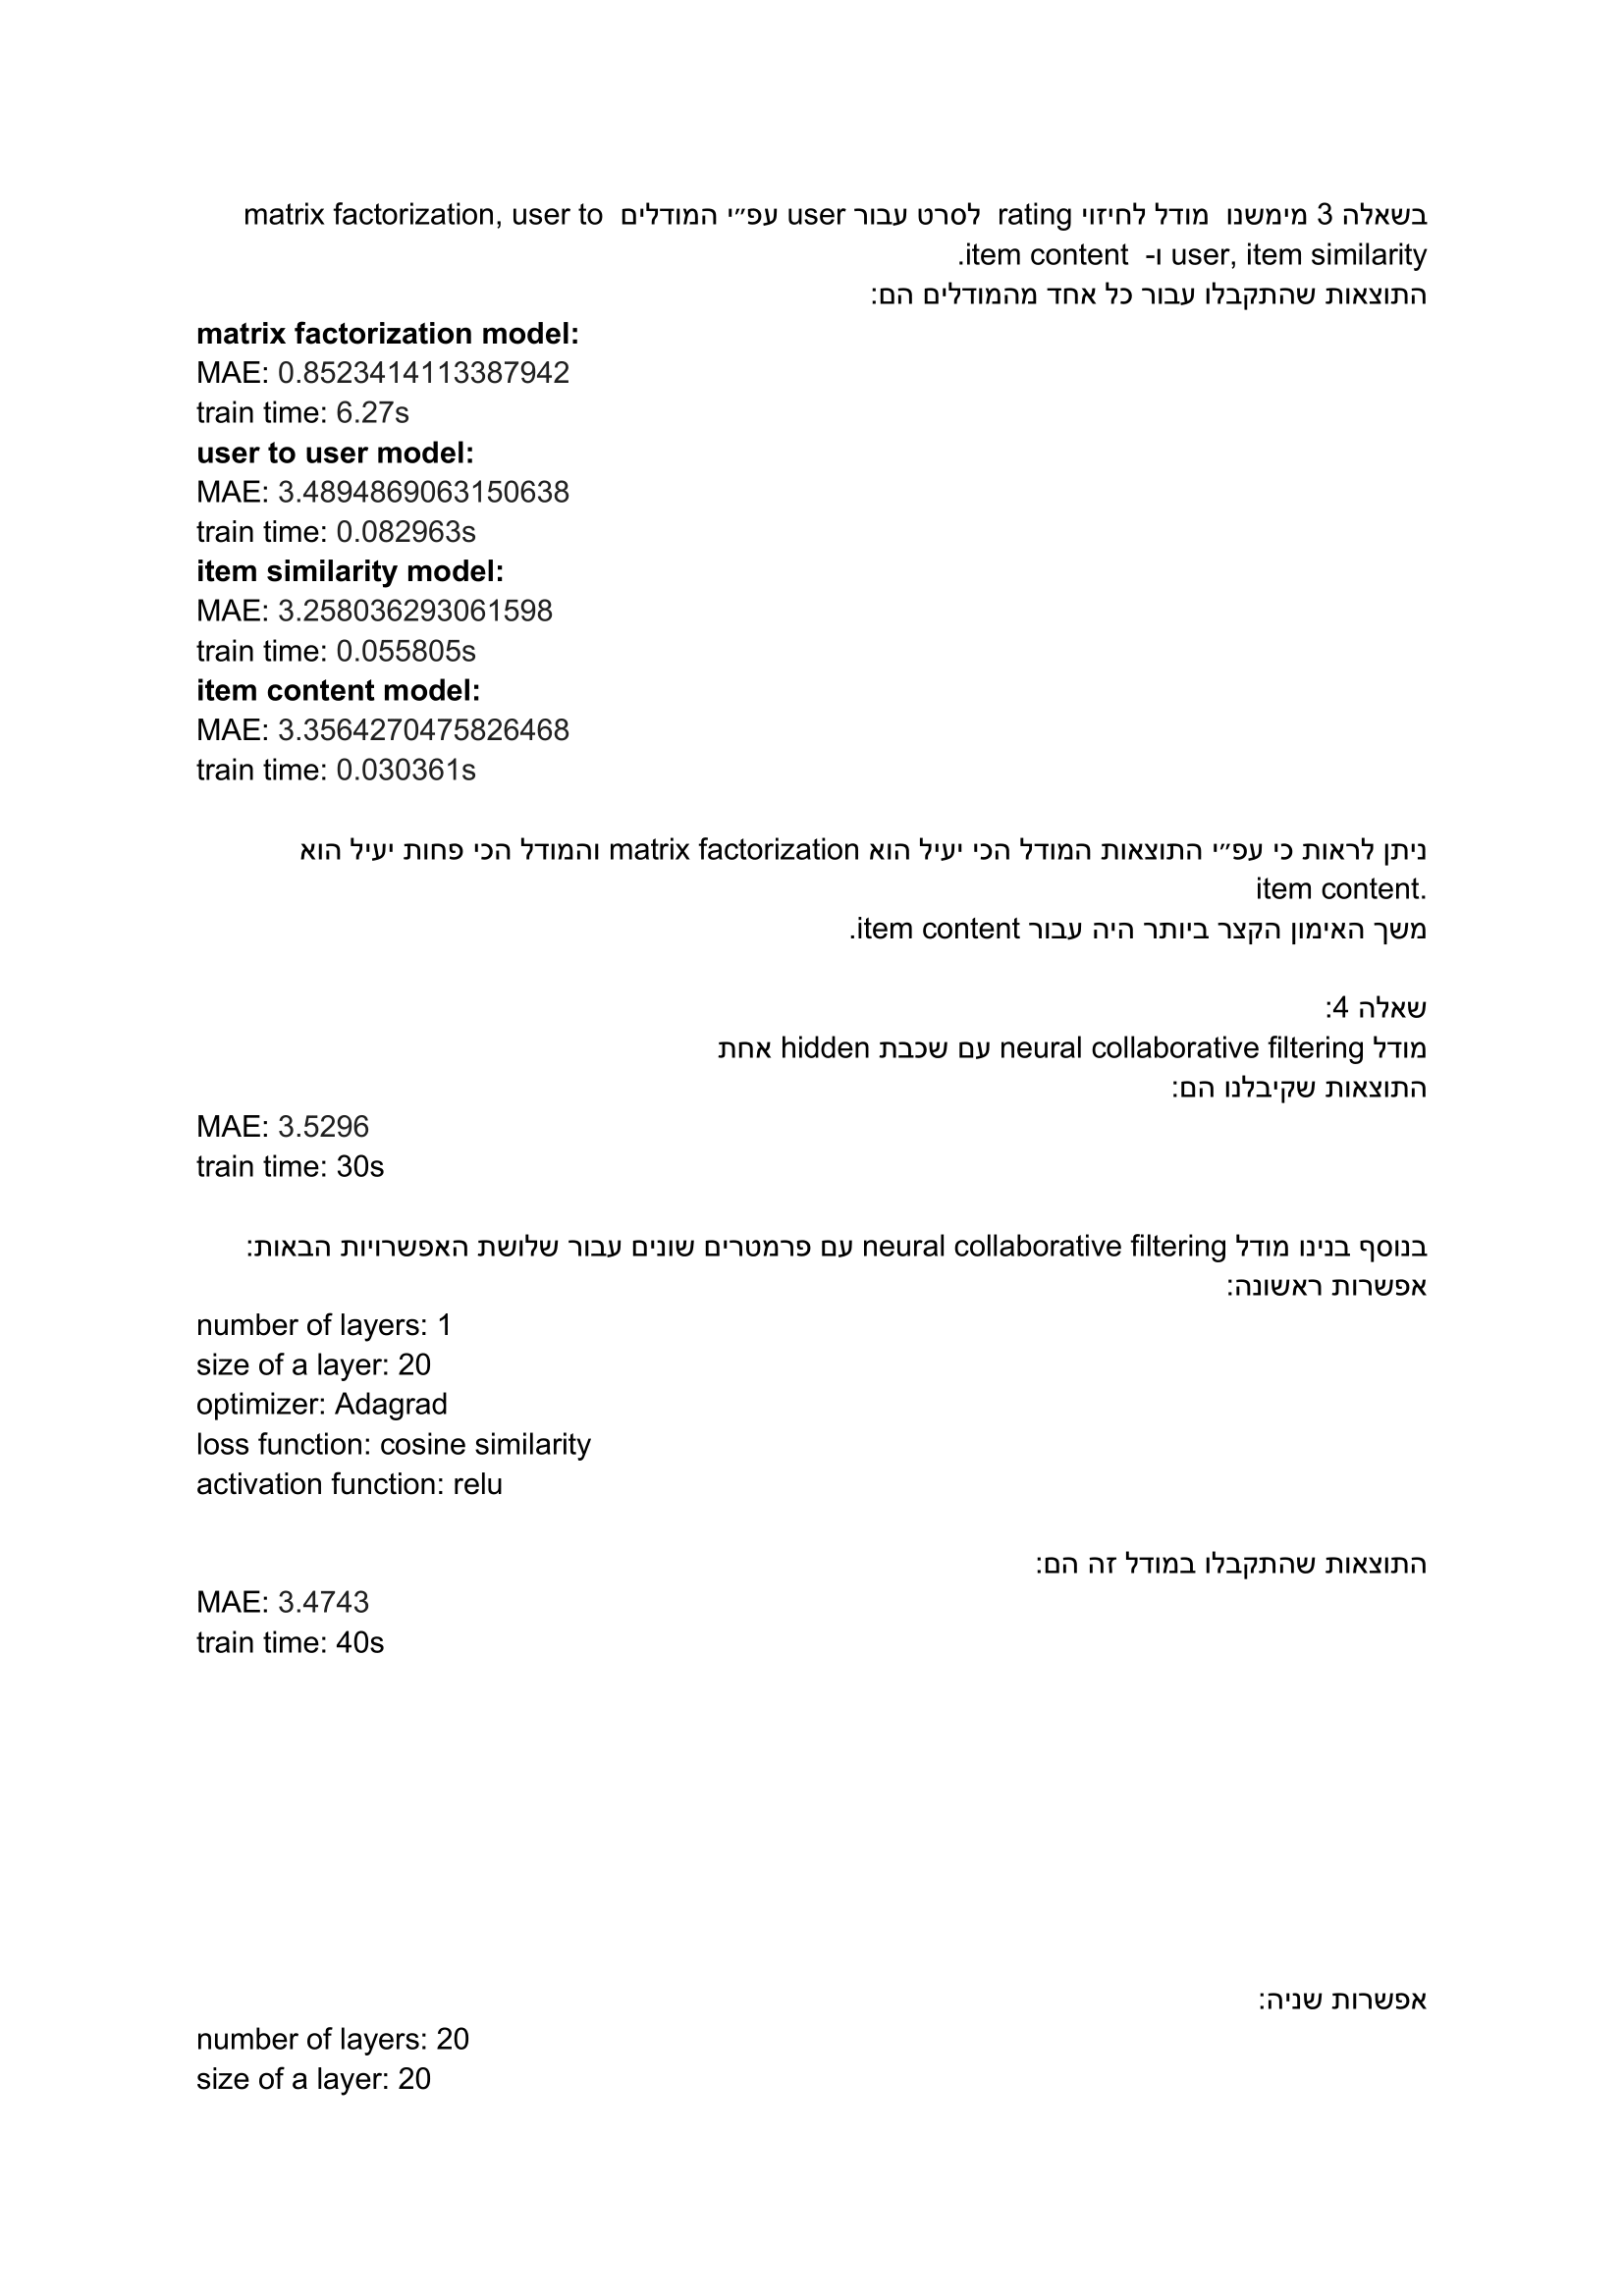 בשאלה 3 מימשנו מודל לחיזוי rating לסרט עבור user עפ״י המודלים matrix factorization, user to
user, item similarity ו- item content.
התוצאות שהתקבלו עבור כל אחד מהמודלים הם:
matrix factorization model:
MAE: 0.8523414113387942
train time: 6.27s
user to user model:
MAE: 3.4894869063150638
train time: 0.082963s
item similarity model:
MAE: 3.258036293061598
train time: 0.055805s
item content model:
MAE: 3.3564270475826468
train time: 0.030361s
ניתן לראות כי עפ״י התוצאות המודל הכי יעיל הוא matrix factorization והמודל הכי פחות יעיל הוא
item content.
משך האימון הקצר ביותר היה עבור item content.
שאלה 4:
מודל neural collaborative filtering עם שכבת hidden אחת
התוצאות שקיבלנו הם:
MAE: 3.5296
train time: 30s
בנוסף בנינו מודל neural collaborative filtering עם פרמטרים שונים עבור שלושת האפשרויות הבאות:
אפשרות ראשונה:
number of layers: 1
size of a layer: 20
optimizer: Adagrad
loss function: cosine similarity
activation function: relu
התוצאות שהתקבלו במודל זה הם:
MAE: 3.4743
train time: 40s
אפשרות שניה:
number of layers: 20
size of a layer: 20